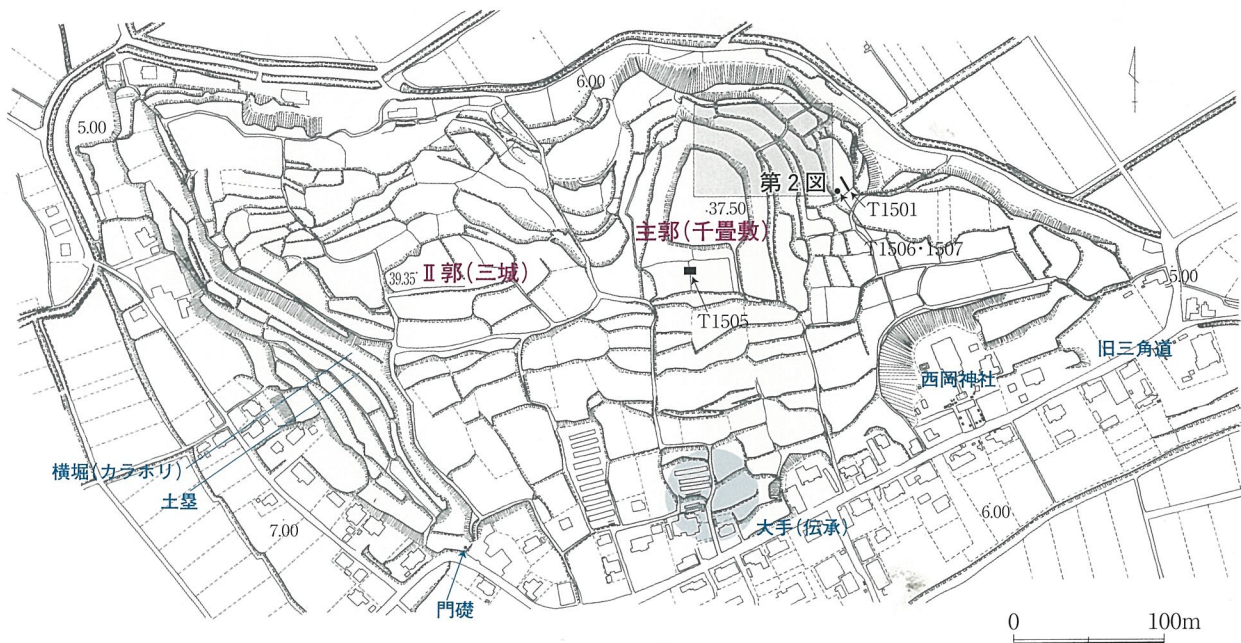 6.00
5.00
第2図
T1501
・37.50
主郭(千畳敷)
T1506・1507
39.35
Ⅱ郭(三城)
5.00
T1505
旧三角道
西岡神社
横堀(カラホリ)
土塁
7.00
大手(伝承)
6.00
門礎
0
100m